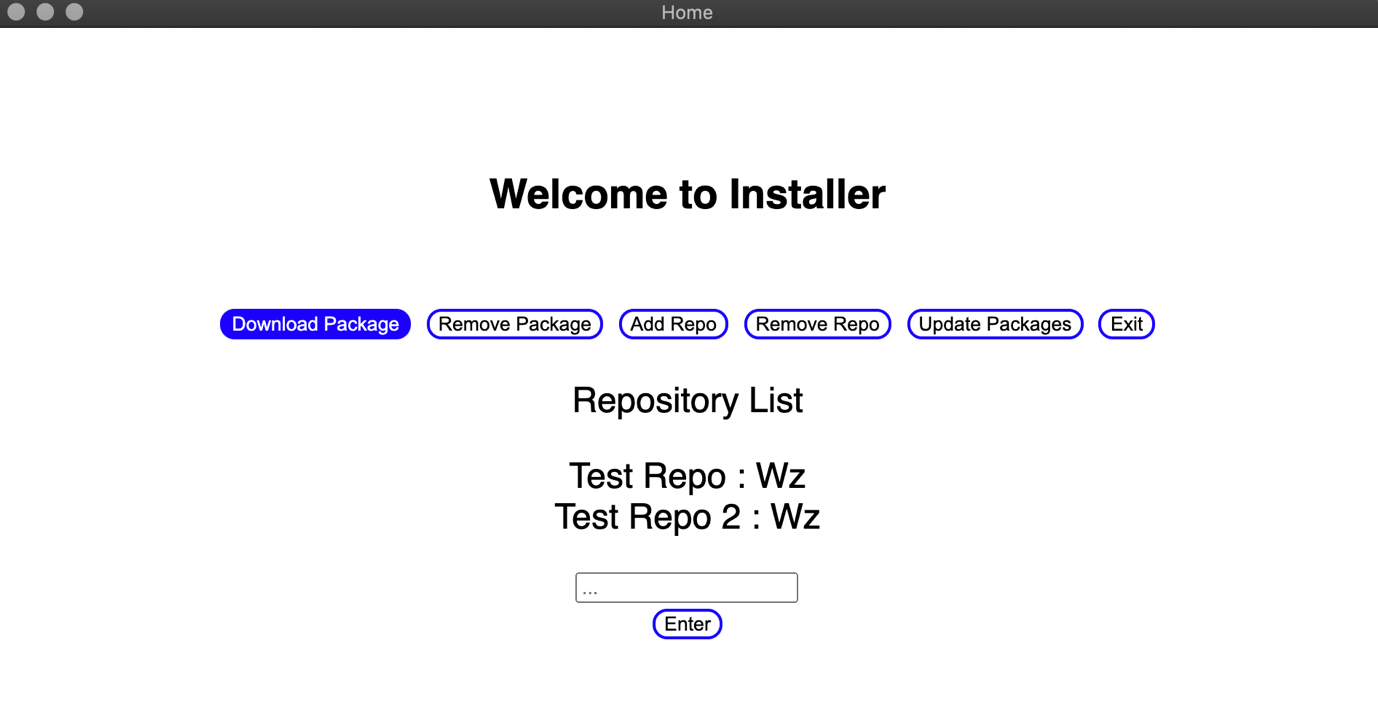 Home
Welcome to Installer
Download Package Remove Package Add Repo Remove Repo Update Packages Exit
Repository List
Test Repo : Wz
Test Repo 2 : Wz
...
Enter